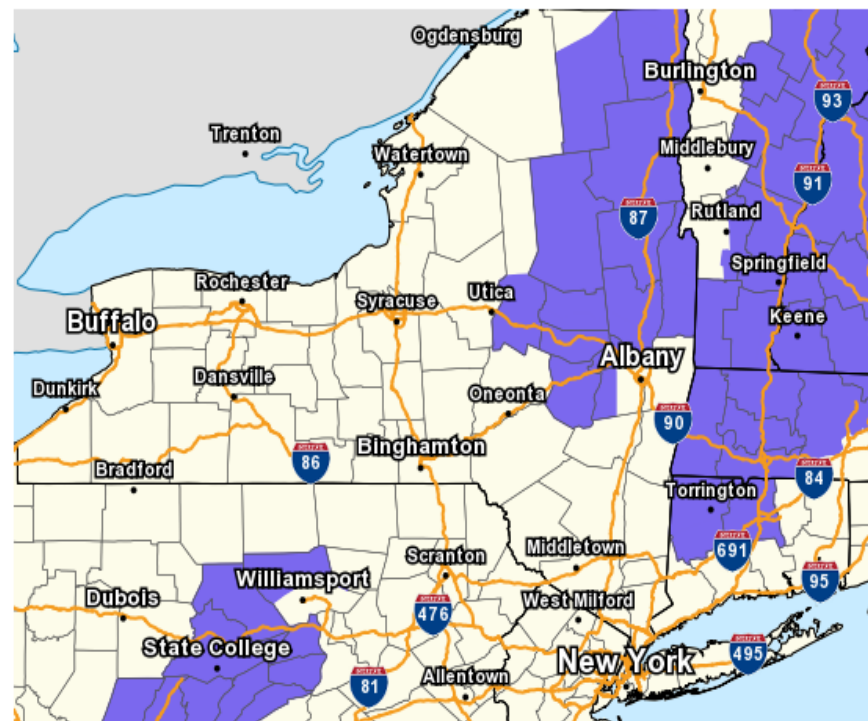 Ogdensburg
Burlington
93
Trenton
Watertown
Middlebury
91
87
Rutland
Springfield
Rochester
Syracuse
Utica
Buffalo
Keene
Albany
Dunkirk
Dansville
Oneonta
90
Binghamton
86
Bradford
84
Torrington
Scranton
Middletown
691
Williamsport
95
Dubois
476
West Milford
State College
New York
495
81
Allentown